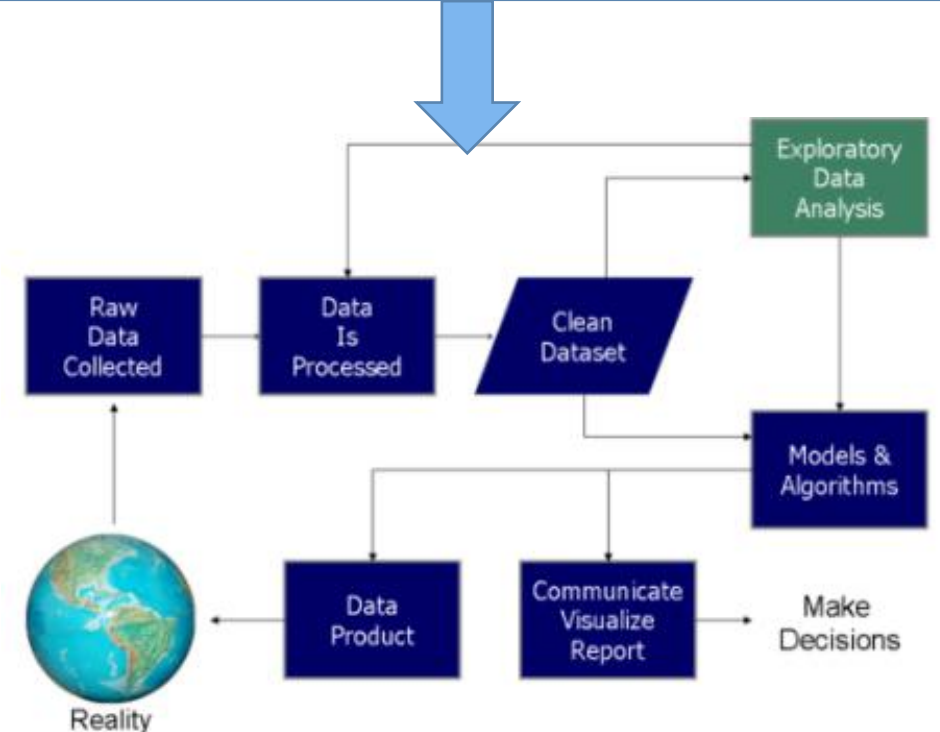 Exploratory
Data
Analysis
Raw
Data
Collected
Data
Is
Processed
Clean
Dataset
Models &
Algorithms
Data
Product
Communicate
Visualize
Report
Make
Decisions
Reality